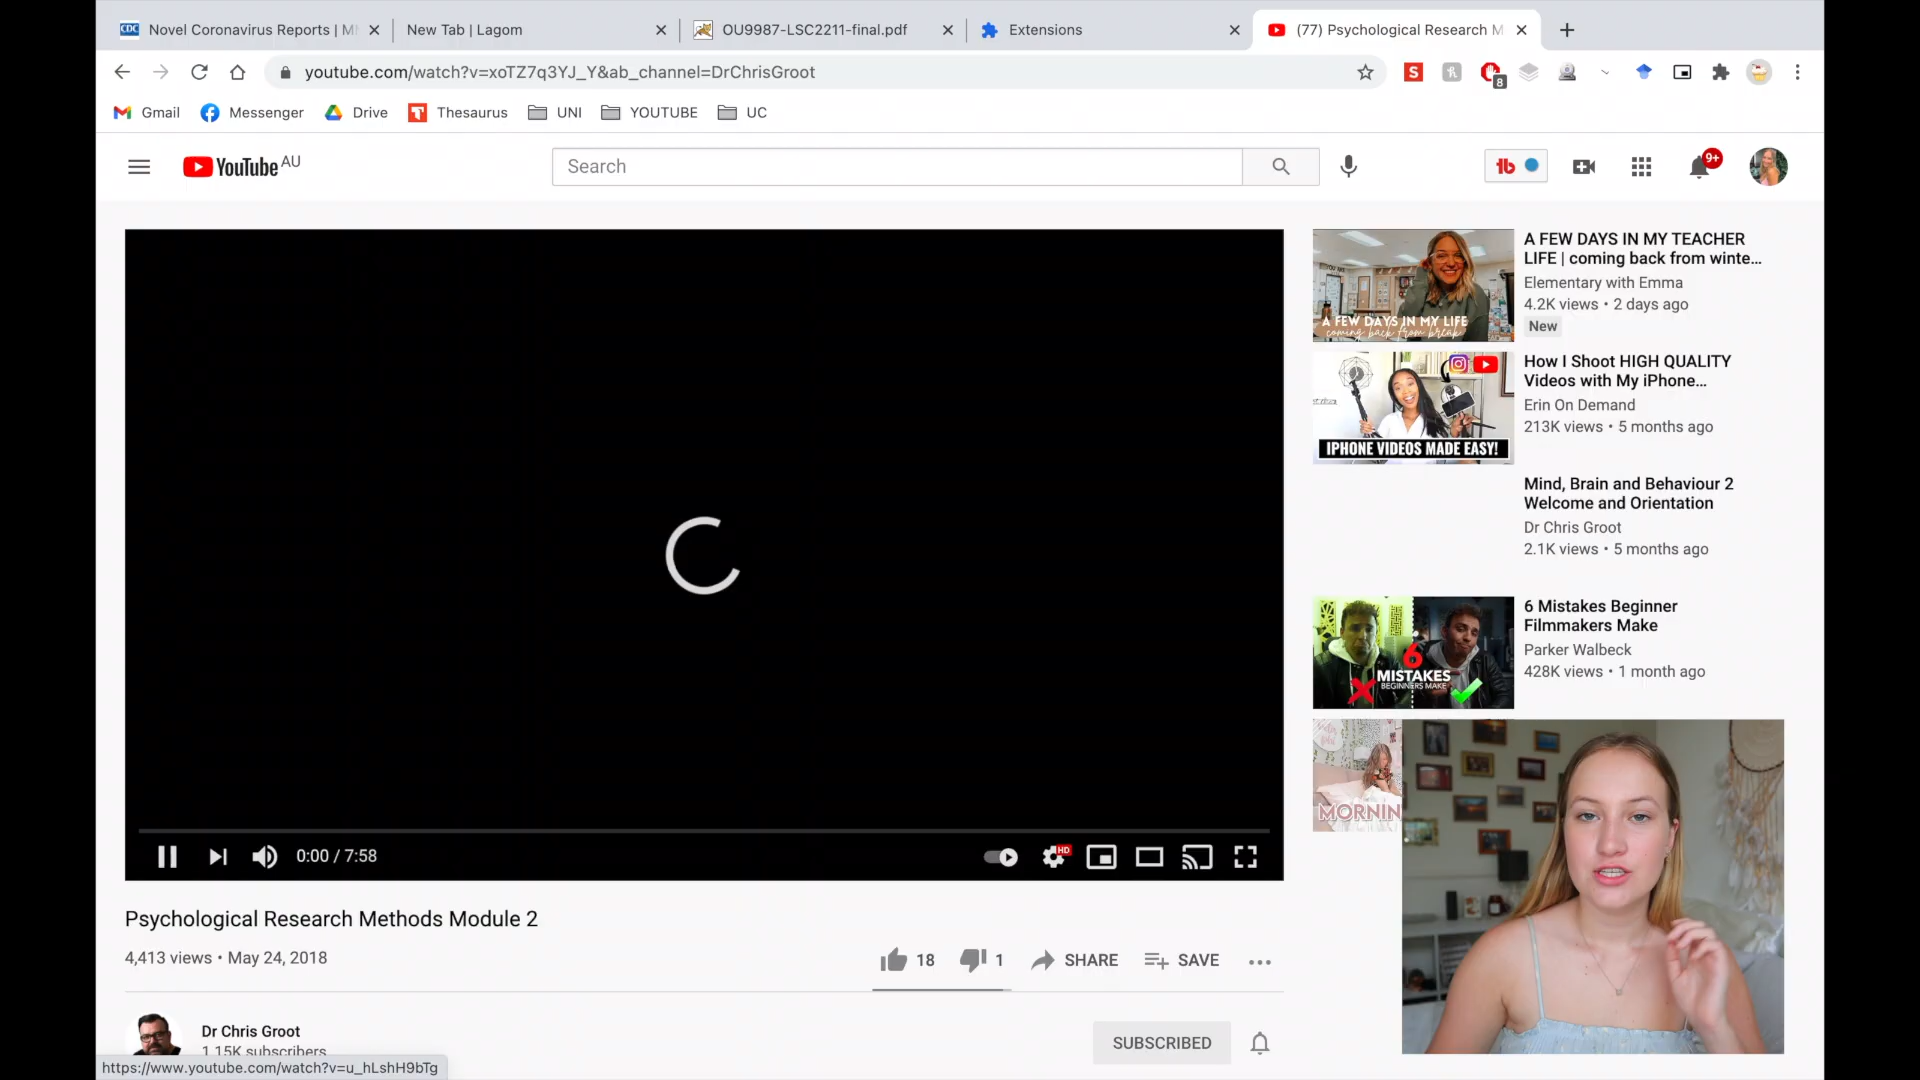 Novel Coronavirus Reports | M
New Tab | Lagom
OU9987-LSC2211-final.pdf
Extensions
(77) Psychological Research M
youtube.com/watch?v=xoTZ7q3YJ_Y&ab_channel=DrChrisGroot
8
Gmail
Messenger
Drive
Thesaurus
UNI
YOUTUBE
UC
YouTube AU
Search
9+
A FEW DAYS IN MY TEACHER
LIFE | coming back from winte...
Elementary with Emma
4.2K views • 2 days ago
New
A FEW DAYS IN MY LIFE
coming back from break
How I Shoot HIGH QUALITY
Videos with My iPhone...
Erin On Demand
213K views • 5 months ago
IPHONE VIDEOS MADE EASY!
Mind, Brain and Behaviour 2
Welcome and Orientation
Dr Chris Groot
2.1K views • 5 months ago
6 Mistakes Beginner
Filmmakers Make
Parker Walbeck
428K views • 1 month ago
6
MISTAKES
BEGINNERS MAKE
MORNIN
0:00 / 7:58
HD
Psychological Research Methods Module 2
4,413 views • May 24, 2018
18
1
SHARE
SAVE
Dr Chris Groot
1.15K subscribers
SUBSCRIBED
https://www.youtube.com/watch?v=u_hLshH9bTg